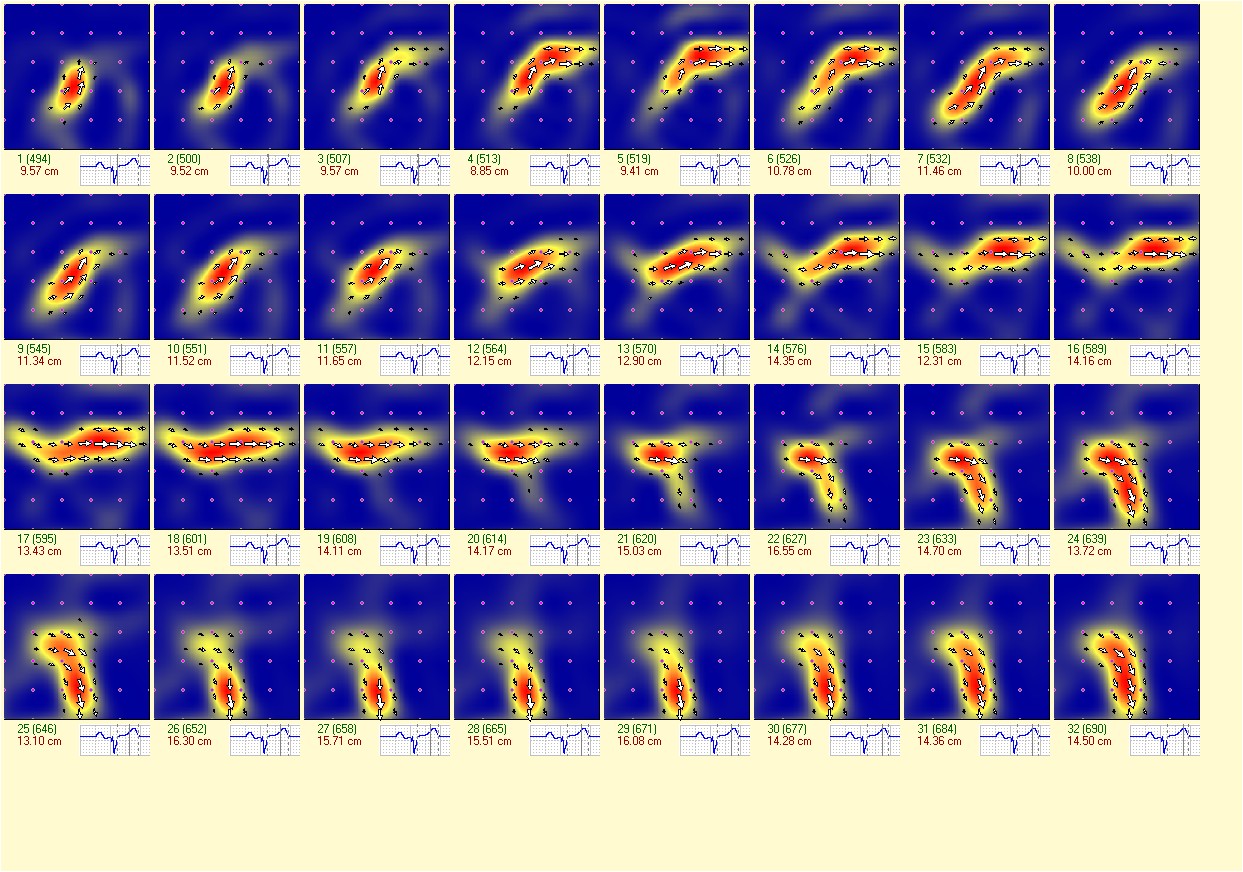 1 (494) 2 (500) 3 (507) 4 (513) 5 (519) 6 (526) 7 (532) 8 (538)
9.57 cm 9.52 cm 9.57 cm 8.85 cm 9.41 cm 10.78 cm 11.46 cm 10.00 cm
9 (545) 10 (551) 11 (557) 12 (564) 13 (570) 14 (576) 15 (583) 16 (589)
11.34 cm 11.52 cm 11.65 cm 12.15 cm 12.90 cm 14.35 cm 12.31 cm 14.16 cm
17 (595) 18 (601) 19 (608) 20 (614) 21 (620) 22 (627) 23 (633) 24 (639)
13.43 cm 13.51 cm 14.11 cm 14.17 cm 15.03 cm 16.55 cm 14.70 cm 13.72 cm
25 (646) 26 (652) 27 (658) 28 (665) 29 (671) 30 (677) 31 (684) 32 (690)
13.10 cm 16.30 cm 15.71 cm 15.51 cm 16.08 cm 14.28 cm 14.36 cm 14.50 cm